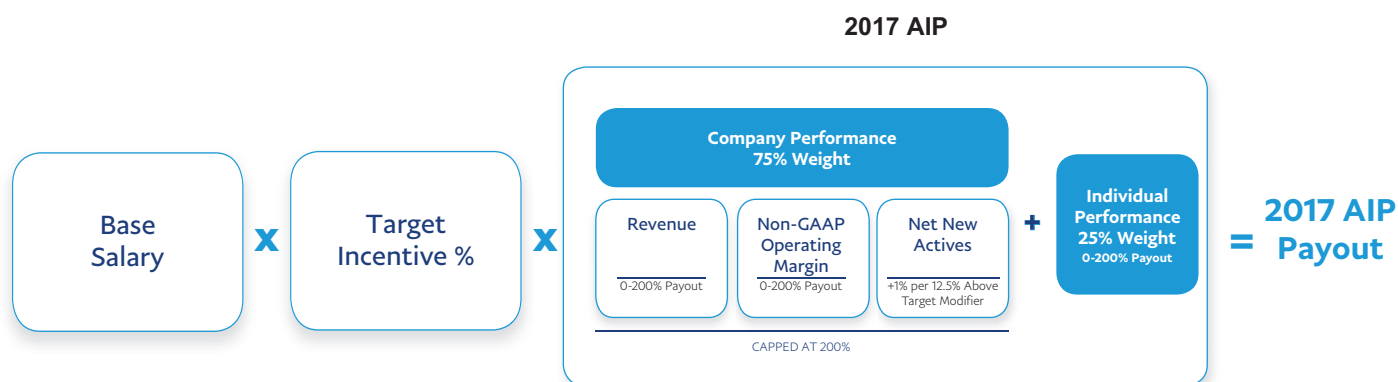 2017 AIP
Base
Salary
x
Target
Incentive %
x
Company Performance
75% Weight
Revenue
0-200% Payout
Non-GAAP
Operating
Margin
0-200% Payout
Net New
Actives
+1% per 12.5% Above
Target Modifier
CAPPED AT 200%
+
Individual
Performance
25% Weight
0-200% Payout
=
2017 AIP
Payout